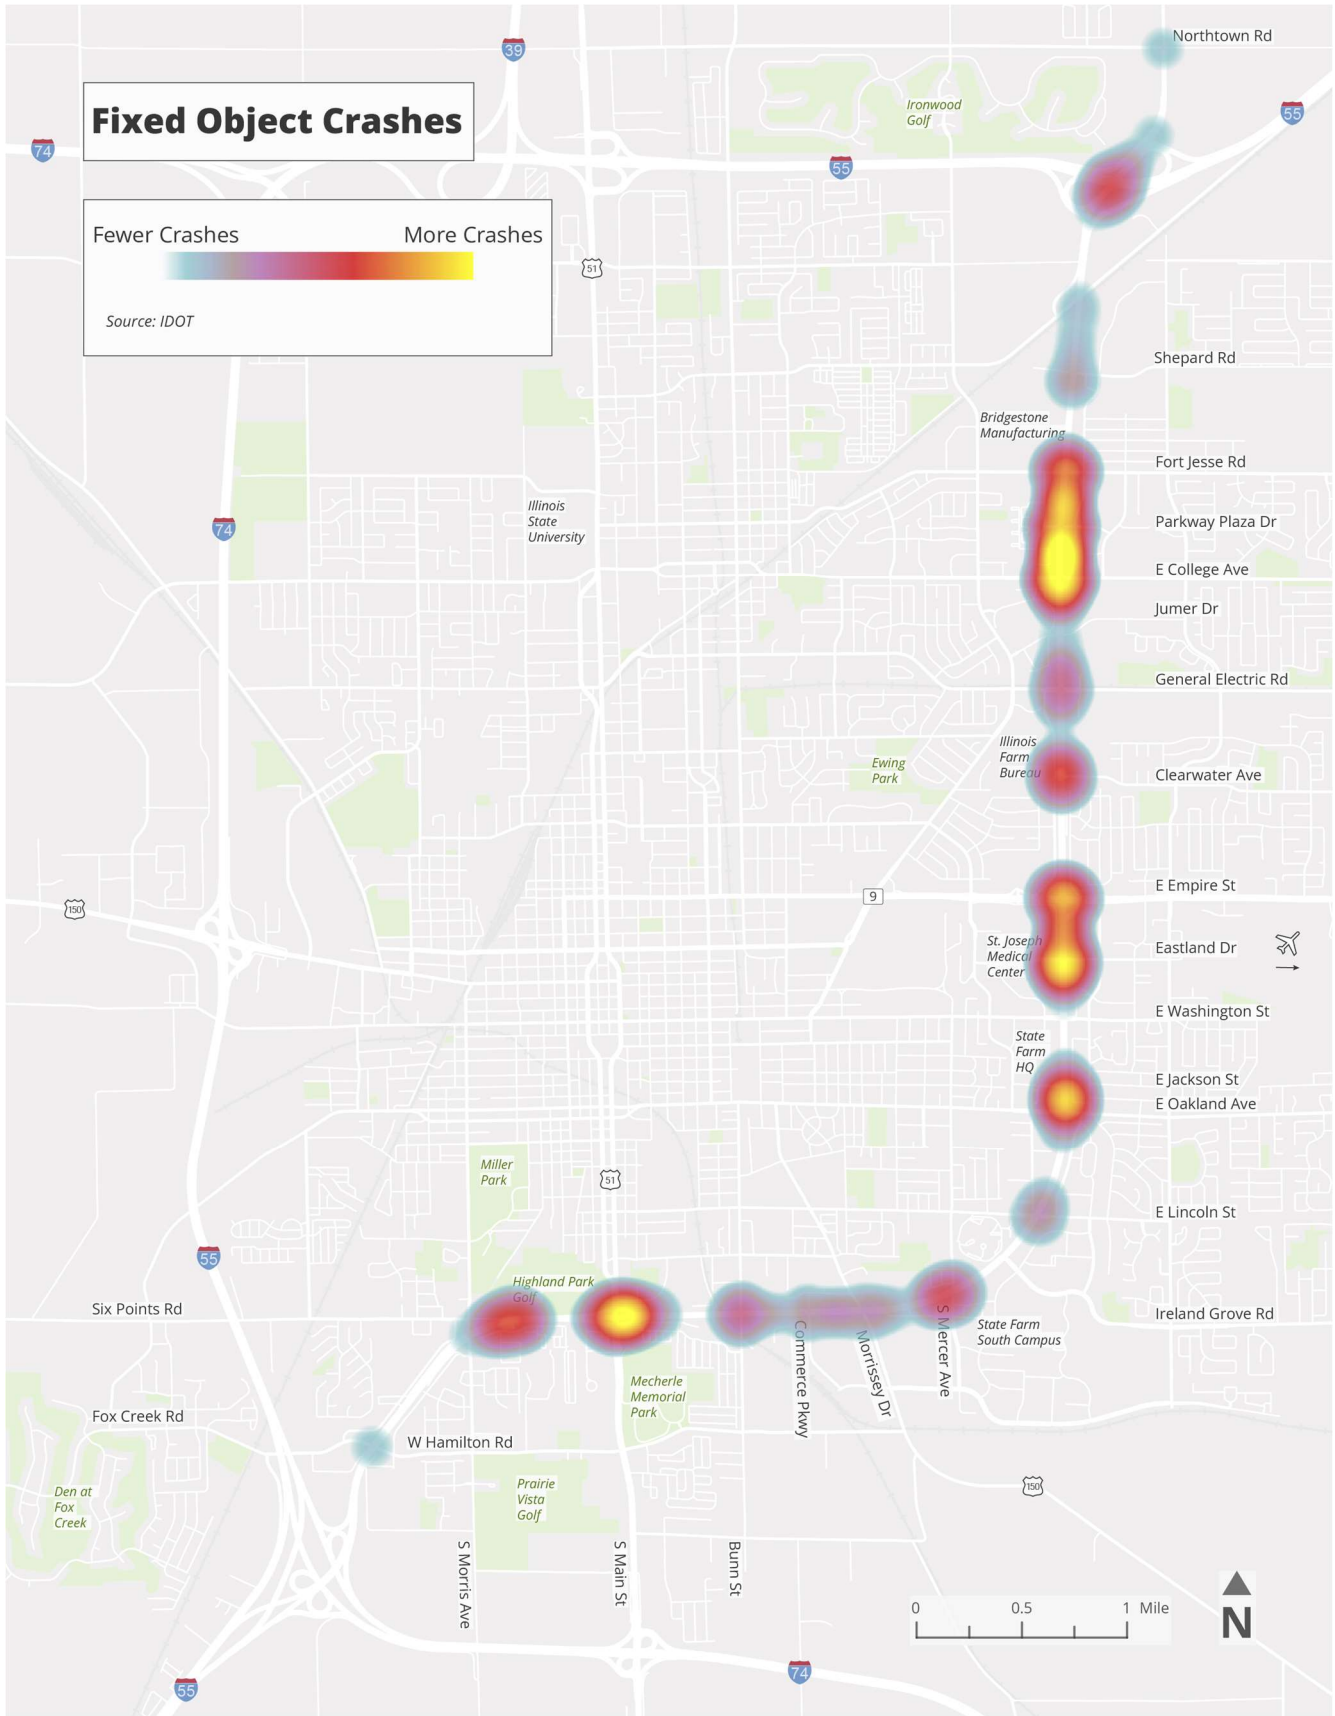 Northtown Rd
39
Ironwood
Golf
55
Fixed Object Crashes
74
55
Fewer Crashes
More Crashes
51
Source: IDOT
Shepard Rd
Bridgestone
Manufacturing
Fort Jesse Rd
Illinois
State
University
Parkway Plaza Dr
74
E College Ave
Jumer Dr
General Electric Rd
Illinois
Farm
Bureau
Ewing
Park
Clearwater Ave
E Empire St
9
150
St. Joseph
Medical
Center
Eastland Dr
E Washington St
State
Farm
HQ
E Jackson St
E Oakland Ave
Miller
Park
51
E Lincoln St
55
Highland Park
Golf
Six Points Rd
Ireland Grove Rd
State Farm
South Campus
S Mercer Ave
Commerce Pkwy
Morrissey Dr
Mecherle
Memorial
Park
Fox Creek Rd
W Hamilton Rd
Den at
Fox
Creek
Prairie
Vista
Golf
150
S Morris Ave
S Main St
Bunn St
0
0.5
1 Mile
N
74
55